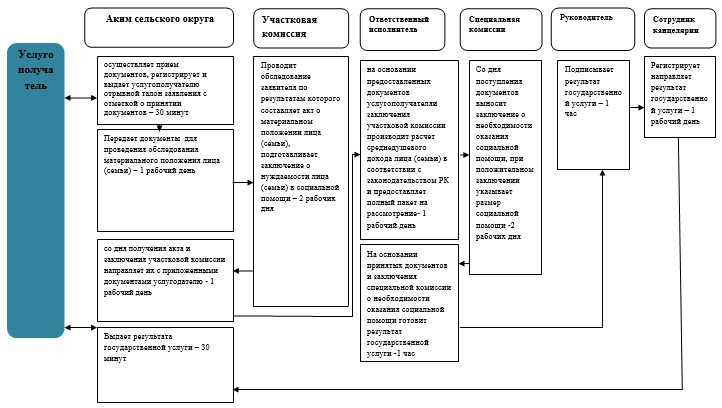 Аким сельского округа
Участковая
комиссия
Ответственный
исполнитель
Специальная
комиссии
Руководитель
Сотрудник
канцелярии
Услуго
получа
тель
осуществляет прием
документов, регистрирует и
выдает услугополучателю
отрывной талон заявления с
отметкой о принятии
документов – 30 минут
Передает документы для
проведения обследования
материального положения лица
(семьи) – 1 рабочий день
со дня получения акта и
заключения участковой комиссии
направляет их с приложенными
документами услугодателю - 1
рабочий день
Выдает результата
государственной услуги – 30
минут
Проводит
обследование
заявителя по
результатам которого
составляет акт о
материальном
положении лица
(семьи),
подготавливает
заключение о
нуждаемости лица
(семьи) в социальной
помощи – 2 рабочих
дня
на основании
предоставленных
документов
услугополучателя
заключения
участковой комиссии
производит расчет
среднедушевого
дохода лица (семьи) в
соответствии с
законодательством РК
и предоставляет
полный пакет на
рассмотрение- 1
рабочий день
На основании
принятых документов
и заключения
специальной комиссии
о необходимости
оказания социальной
помощи готовит
результат
государственной
услуги -1 час
Со дня
поступления
документов
выносит
заключение о
необходимости
оказания
социальной
помощи, при
положительном
заключении
указывает
размер
социальной
помощи -2
рабочих дня
Подписывает
результат
государственно
й услуги – 1
час
Регистрирует
направляет
результат
государственно
й услуги – 1
рабочий день